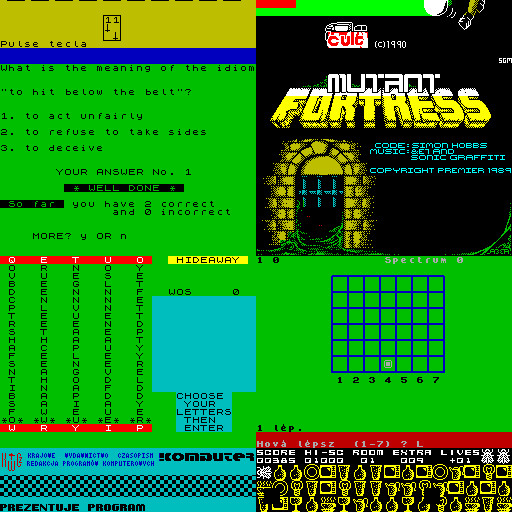 11
Pulse tecla
What is the meaning of the idiom
"to hit below the belt"?
1. to act unfairly
2. to refuse to take sides
3. to deceive
YOUR ANSWER No. 1
* WELL DONE *
So far you have 2 correct
and 0 incorrect
MORE? y OR n
CULT
(c)1990
SGM
MUTANT
FORTRESS
CODE: SIMON HOBBS
MUSIC: &E1 AND
SONIC GRAFFITI
COPYRIGHT PREMIER 1989
Q E T U O
W R Y I P
HIDEAWAY
WOS 0
CHOOSE
YOUR
LETTERS
THEN
ENTER
1 0 Spectrum 0
1 2 3 4 5 6 7
1 lép.
Hová lépsz (1-7) ? L
KRAJOWE WYDAWNICTWO CZASOPISM
REDAKCJA PROGRAMÓW KOMPUTEROWYCH
KOMPUTER
PREZENTUJE PROGRAM
SCORE HI-SC ROOM EXTRA LIVES
00385 01000 01 009 +01